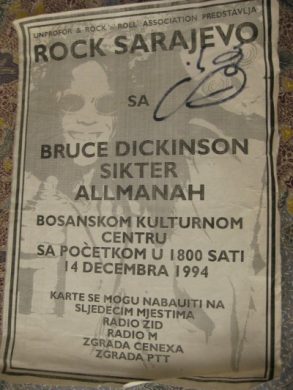 UNPROFOR & ROCK n ROLL ASSOCIATION PREDSTAVLJA
ROCK SARAJEVO
SA
BRUCE DICKINSON
SIKTER
ALLMANAH
BOSANSKOM KULTURNOM
CENTRU
SA POČETKOM U 1800 SATI
14 DECEMBRA 1994
KARTE SE MOGU NABAUITI NA
SLJEDECIM MJESTIMA
RADIO ZID
RADIO M
ZGRADA CENEXA
ZGRADA PTT